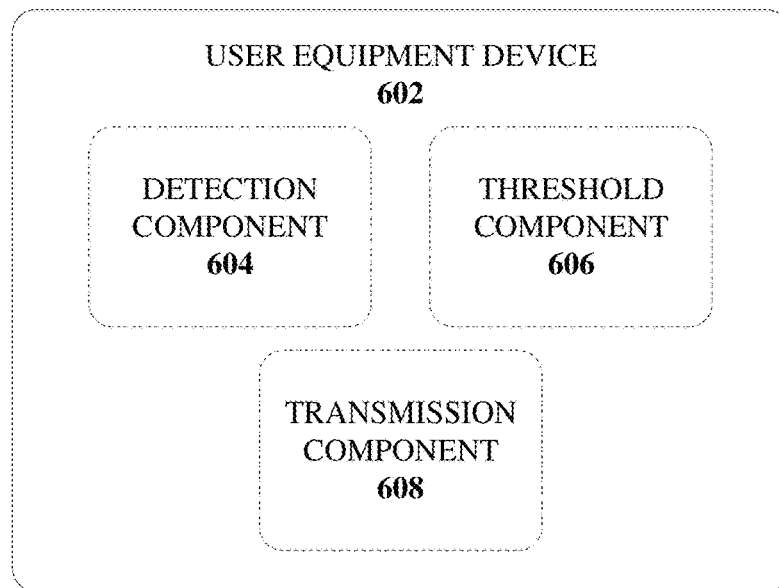 USER EQUIPMENT DEVICE
602
DETECTION
COMPONENT
604
THRESHOLD
COMPONENT
606
TRANSMISSION
COMPONENT
608